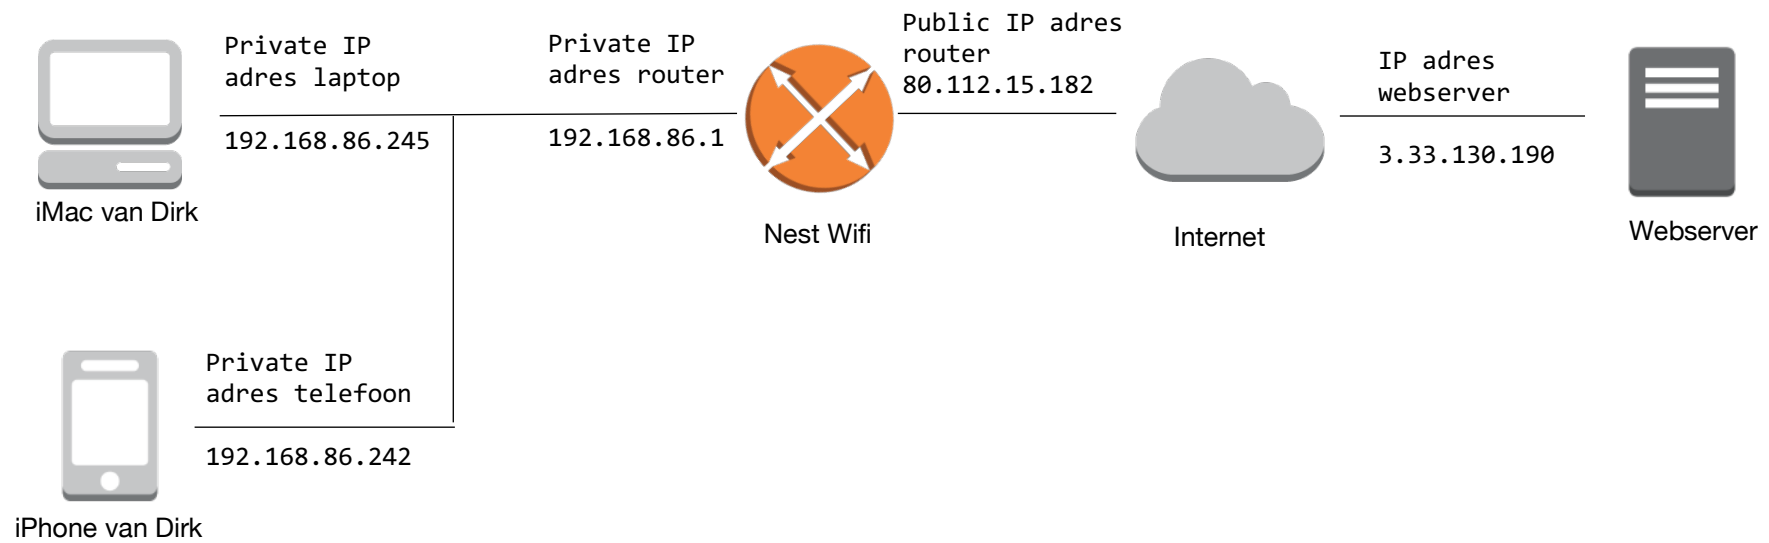 Private IP
adres laptop
192.168.86.245
iMac van Dirk
Private IP
adres router
192.168.86.1
Nest Wifi
Public IP adres
router
80.112.15.182
Internet
IP adres
webserver
3.33.130.190
Webserver
Private IP
adres telefoon
192.168.86.242
iPhone van Dirk